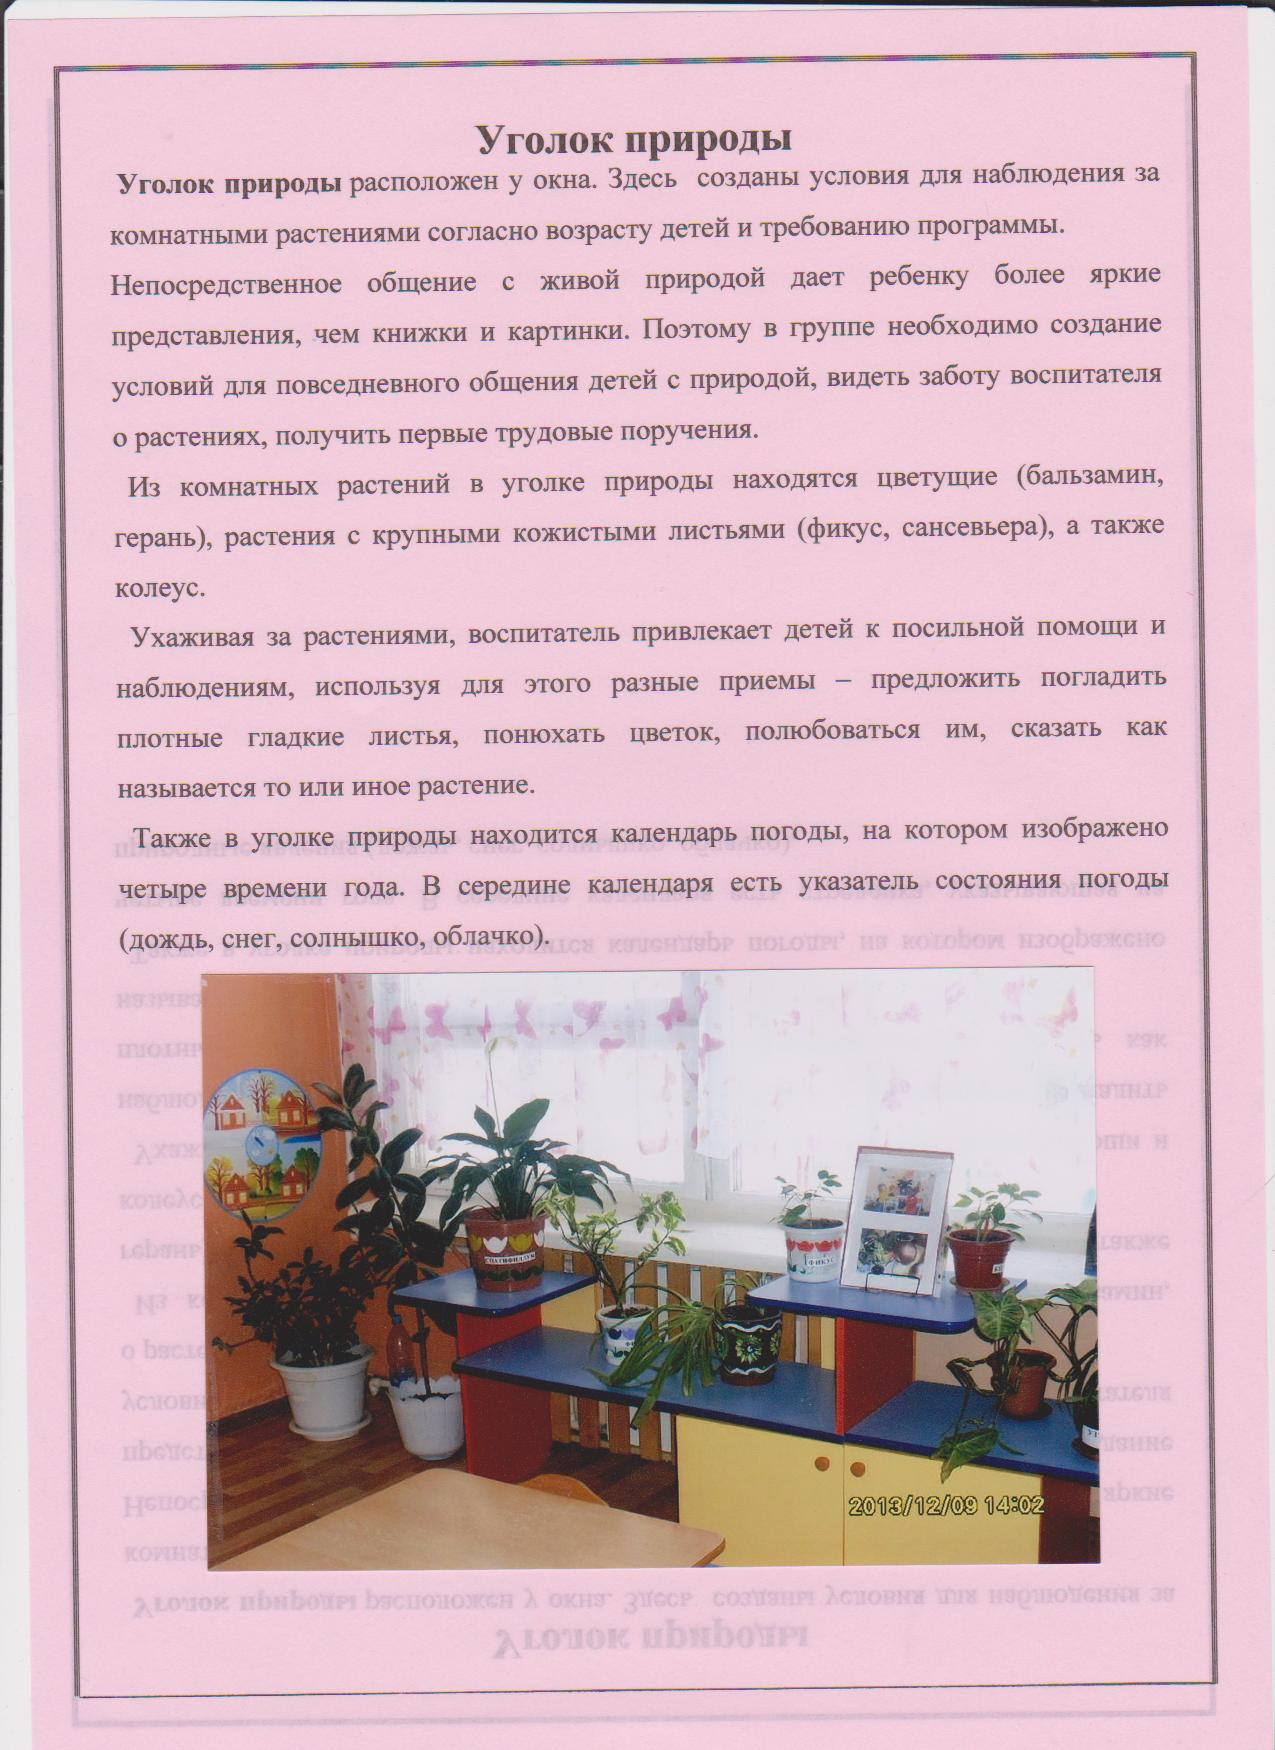 Уголок природы
Уголок природы расположен у окна. Здесь созданы условия для наблюдения за
комнатными растениями согласно возрасту детей и требованию программы.
Непосредственное общение с живой природой дает ребенку более яркие
представления, чем книжки и картинки. Поэтому в группе необходимо создание
условий для повседневного общения детей с природой, видеть заботу воспитателя
о растениях, получить первые трудовые поручения.
Из комнатных растений в уголке природы находятся цветущие (бальзамин,
герань), растения с крупными кожистыми листьями (фикус, сансевьера), а также
колеус.
Ухаживая за растениями, воспитатель привлекает детей к посильной помощи и
наблюдениям, используя для этого разные приемы – предложить погладить
плотные гладкие листья, понюхать цветок, полюбоваться им, сказать как
называется то или иное растение.
Также в уголке природы находится календарь погоды, на котором изображено
четыре времени года. В середине календаря есть указатель состояния погоды
(дождь, снег, солнышко, облачко).
СПАТИФИЛЛУМ
ФИКУС
2013/12/09 14:02